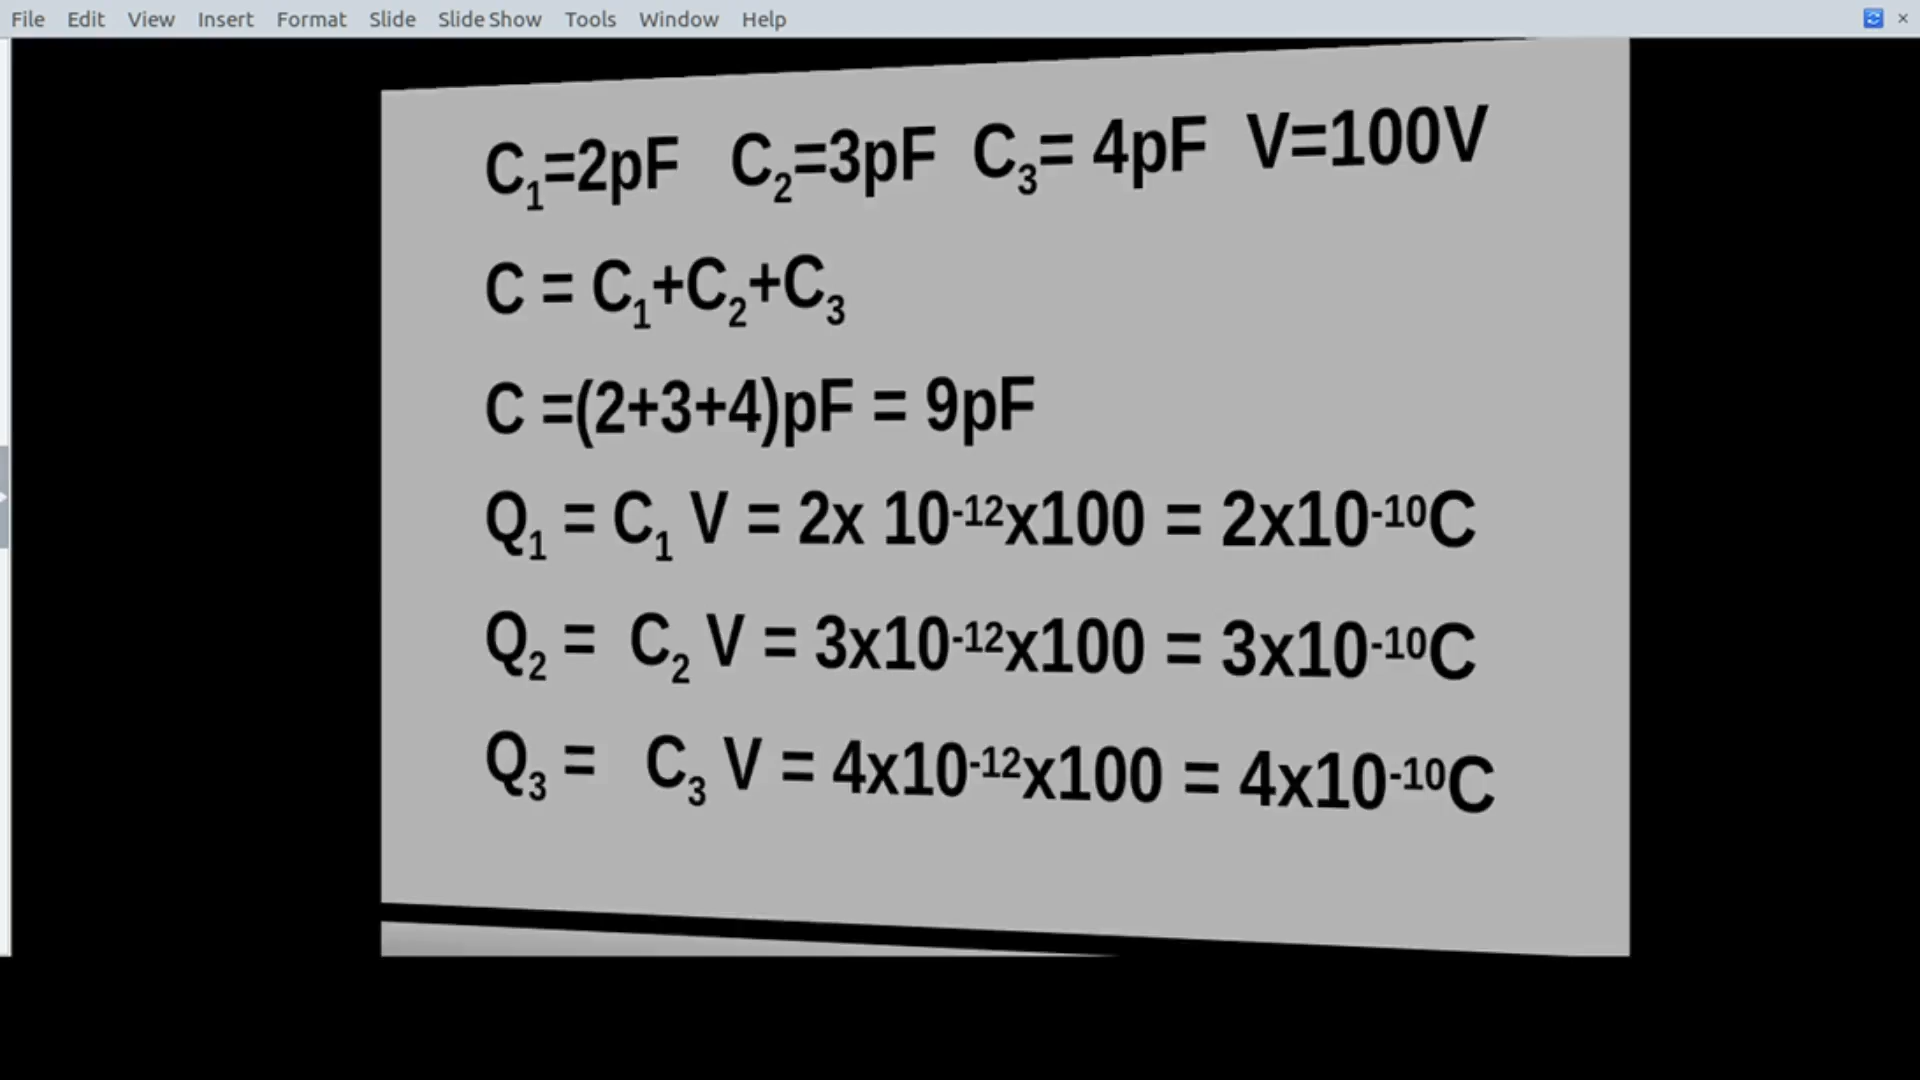 File Edit View Insert Format Slide Slide Show Tools Window Help
C₁=2pF C₂=3pF C₃= 4pF V=100V
C = C₁+C₂+C₃
C =(2+3+4)pF = 9pF
Q₁ = C₁ V = 2x 10⁻¹²x100 = 2x10⁻¹⁰C
Q₂ = C₂ V = 3x10⁻¹²x100 = 3x10⁻¹⁰C
Q₃ = C₃ V = 4x10⁻¹²x100 = 4x10⁻¹⁰C